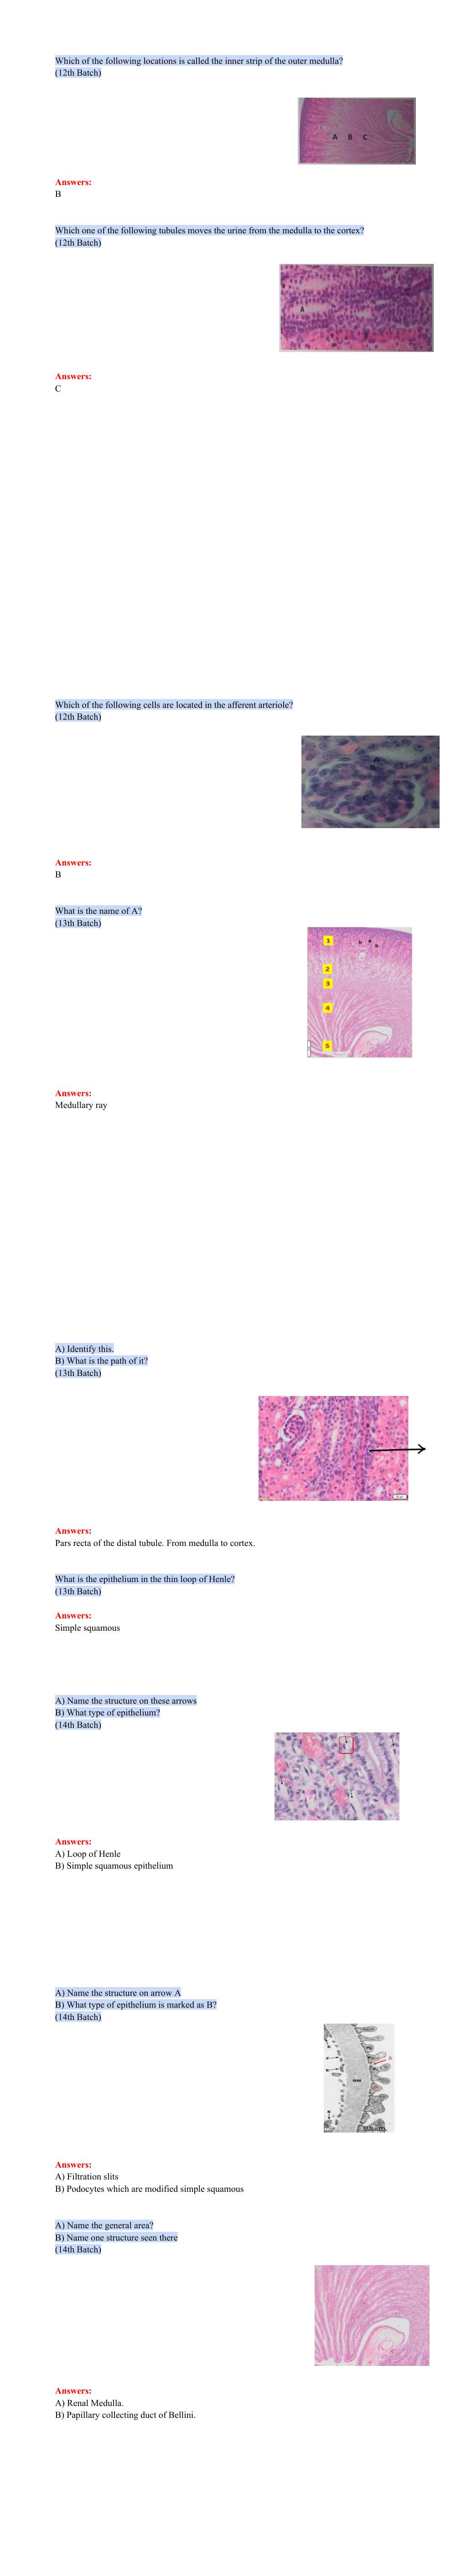 Which of the following locations is called the inner strip of the outer medulla?
(12th Batch)
A B C
Answers:
B
Which one of the following tubules moves the urine from the medulla to the cortex?
(12th Batch)
A
Answers:
C
Which of the following cells are located in the afferent arteriole?
(12th Batch)
A
B
C
Answers:
B
What is the name of A?
(13th Batch)
1
2
3
4
5
Answers:
Medullary ray
A) Identify this.
B) What is the path of it?
(13th Batch)
Answers:
Pars recta of the distal tubule. From medulla to cortex.
What is the epithelium in the thin loop of Henle?
(13th Batch)
Answers:
Simple squamous
A) Name the structure on these arrows
B) What type of epithelium?
(14th Batch)
Answers:
A) Loop of Henle
B) Simple squamous epithelium
A) Name the structure on arrow A
B) What type of epithelium is marked as B?
(14th Batch)
A
Answers:
A) Filtration slits
B) Podocytes which are modified simple squamous
A) Name the general area?
B) Name one structure seen there
(14th Batch)
Answers:
A) Renal Medulla.
B) Papillary collecting duct of Bellini.